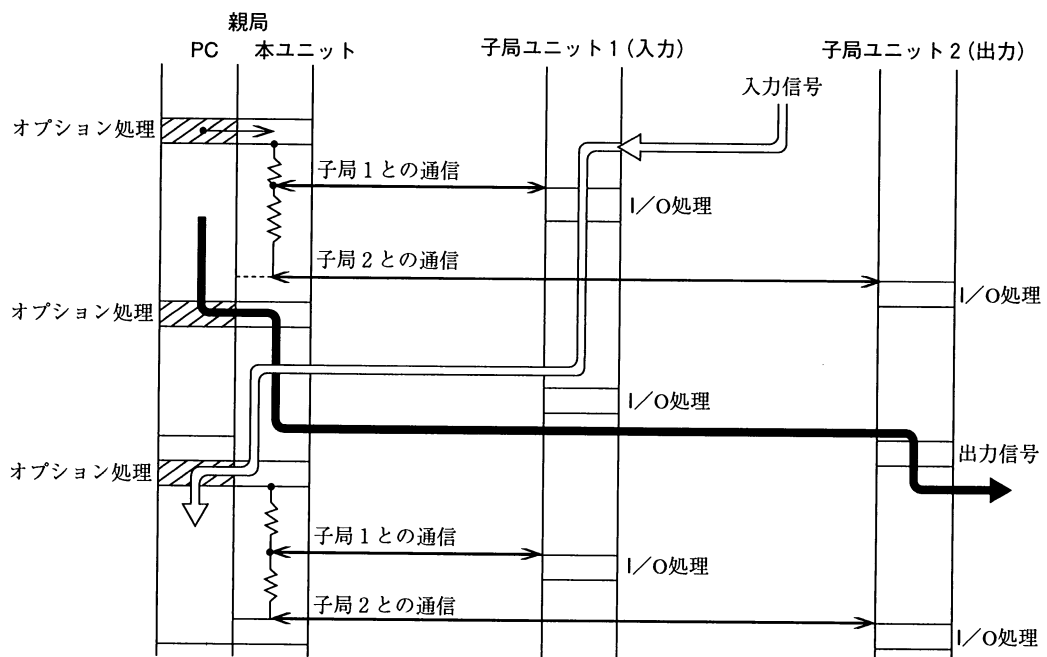 親局
PC 本ユニット
子局ユニット1(入力)
子局ユニット2(出力)
入力信号
オプション処理
子局1との通信
I/O処理
子局2との通信
I/O処理
オプション処理
I/O処理
出力信号
オプション処理
子局1との通信
I/O処理
子局2との通信
I/O処理